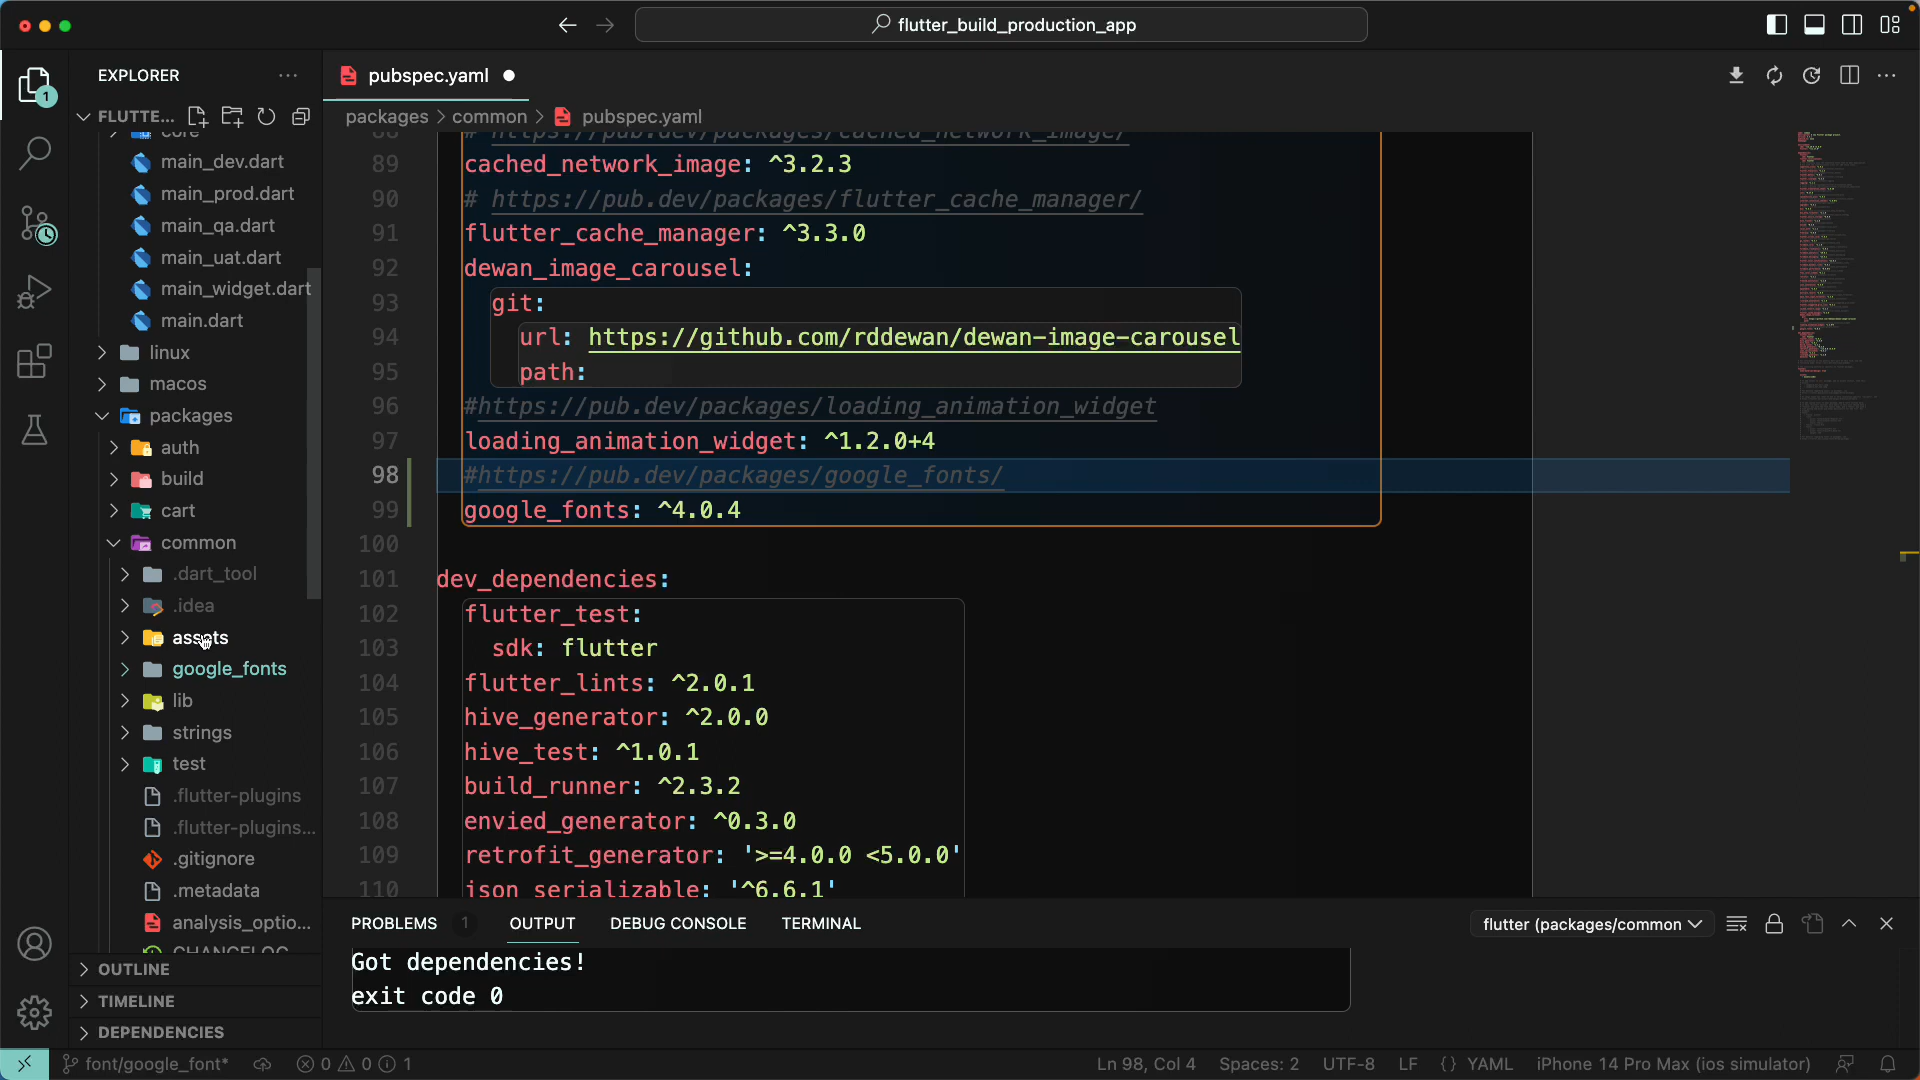 flutter_build_production_app
EXPLORER
pubspec.yaml
1
FLUTTE...
packages > common > pubspec.yaml
core
main_dev.dart
main_prod.dart
main_qa.dart
main_uat.dart
main_widget.dart
main.dart
linux
macos
packages
auth
build
cart
common
.dart_tool
.idea
assets
google_fonts
lib
strings
test
.flutter-plugins
.flutter-plugins...
.gitignore
.metadata
analysis_optio...
CHANGELOG
OUTLINE
TIMELINE
DEPENDENCIES
88 # https://pub.dev/packages/cached_network_image/
89 cached_network_image: ^3.2.3
90 # https://pub.dev/packages/flutter_cache_manager/
91 flutter_cache_manager: ^3.3.0
92 dewan_image_carousel:
93 git:
94 url: https://github.com/rddewan/dewan-image-carousel
95 path:
96 #https://pub.dev/packages/loading_animation_widget
97 loading_animation_widget: ^1.2.0+4
98 #https://pub.dev/packages/google_fonts/
99 google_fonts: ^4.0.4
100
101 dev_dependencies:
102 flutter_test:
103 sdk: flutter
104 flutter_lints: ^2.0.1
105 hive_generator: ^2.0.0
106 hive_test: ^1.0.1
107 build_runner: ^2.3.2
108 envied_generator: ^0.3.0
109 retrofit_generator: '>=4.0.0 <5.0.0'
110 json_serializable: '^6.6.1'
PROBLEMS 1 OUTPUT DEBUG CONSOLE TERMINAL flutter (packages/common
Got dependencies!
exit code 0
font/google_font* 0 0 1 Ln 98, Col 4 Spaces: 2 UTF-8 LF {} YAML iPhone 14 Pro Max (ios simulator)